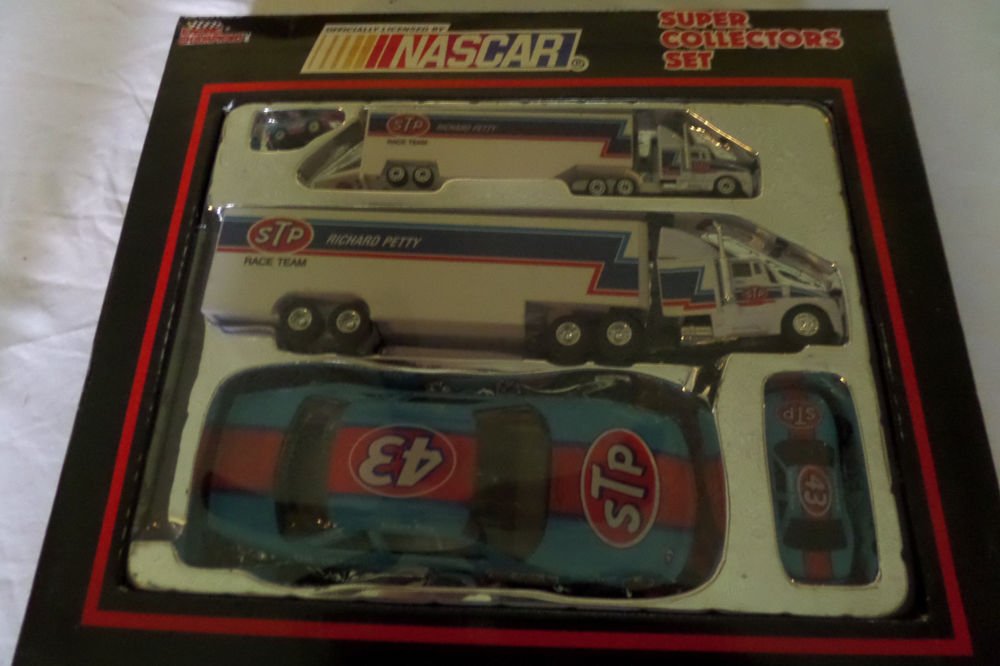 OFFICIALLY LICENSED BY
NASCAR®
SUPER
COLLECTORS
SET
STP RICHARD PETTY
RACE TEAM
STP RICHARD PETTY
RACE TEAM
STP
43
STP
STP
43